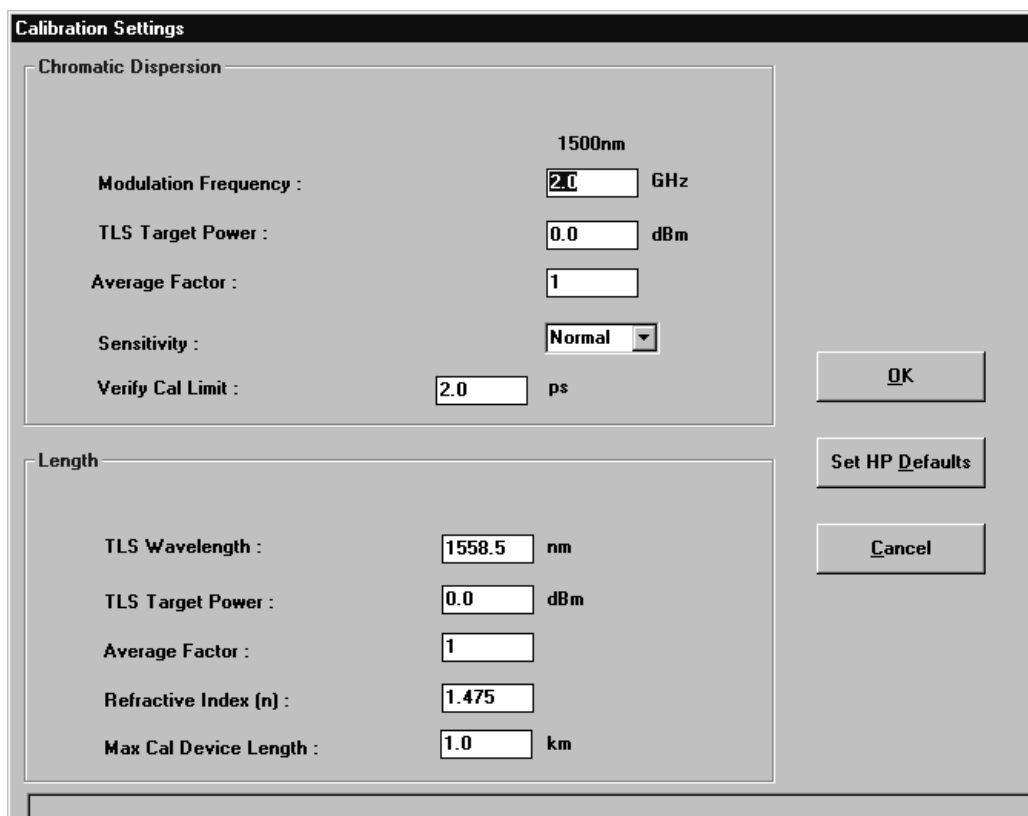 Calibration Settings
Chromatic Dispersion
1500nm
Modulation Frequency : 2.0 GHz
TLS Target Power : 0.0 dBm
Average Factor : 1
Sensitivity : Normal
Verify Cal Limit : 2.0 ps
OK
Set HP Defaults
Cancel
Length
TLS Wavelength : 1558.5 nm
TLS Target Power : 0.0 dBm
Average Factor : 1
Refractive Index (n) : 1.475
Max Cal Device Length : 1.0 km